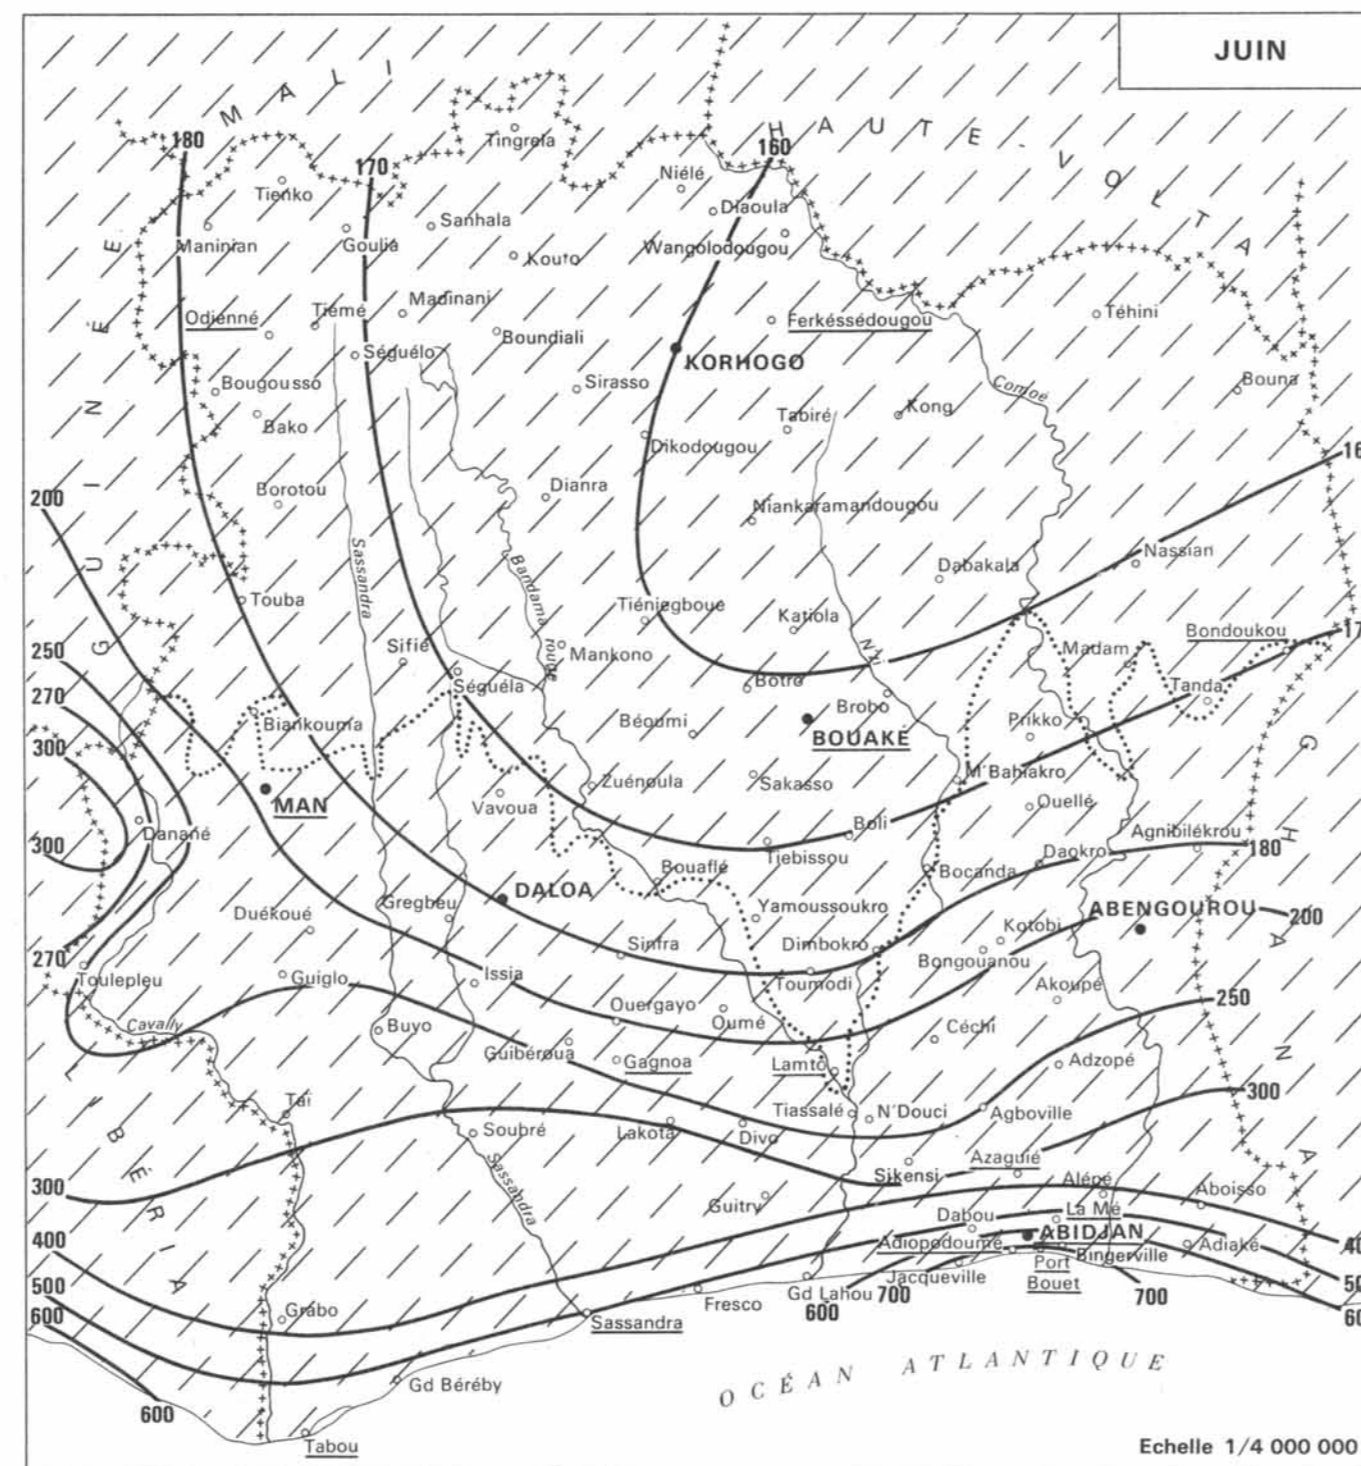 JUIN
MALI
HAUTE-VOLTA
180
170
160
Tingrela
Niélé
Tienko
Diaoula
Sanhala
Maninian
Goulia
Wangolodougou
Kouto
Madinani
Odienné
Tiémé
Ferkéssédougou
Téhini
Boundiali
Séguélo
KORHOGO
Bougousso
Sirasso
Comoé
Bouna
Kong
Tabiré
Bako
Dikodougou
GUINÉE
200
Borotou
Dianra
Niankaramandougou
Sassandra
Bandama rouge
Nassian
Dabakala
Touba
Tiéniegboué
Katiola
N'zi
Bondoukou
250
Sifié
Mankono
Madam
270
Séguéla
Botro
Tanda
Biankouma
Béoumi
Brobo
Prikko
300
BOUAKÉ
GHANA
M'Bahiakro
Zuénoula
Sakasso
MAN
Vavoua
Ouellé
Danané
Boli
Agnibilékrou
300
Tiebissou
Daokro
180
Bouaflé
Bocanda
DALOA
Gregbeu
Yamoussoukro
ABENGOUROU
200
Duékoué
Kotobi
Sinfra
Dimbokro
270
Bongouanou
Toulepleu
Guiglo
Issia
Toumodi
Akoupé
250
Ouergayo
Cavally
Buyo
Oumé
Céchi
Guibéroua
Gagnoa
Lamto
Adzopé
300
Taï
Tiassalé
N'Douci
Agboville
LIBÉRIA
Soubré
Lakota
Divo
Azaguié
Sikensi
300
Alépé
Aboisso
Sassandra
Guitry
La Mé
Dabou
400
ABIDJAN
Adiopodoumé
Bingerville
Adiaké
Port
Bouet
500
Jacqueville
Gd Lahou
700
700
600
Fresco
600
Grabo
Sassandra
OCÉAN ATLANTIQUE
Gd Béréby
600
Tabou
Echelle 1/4 000 000